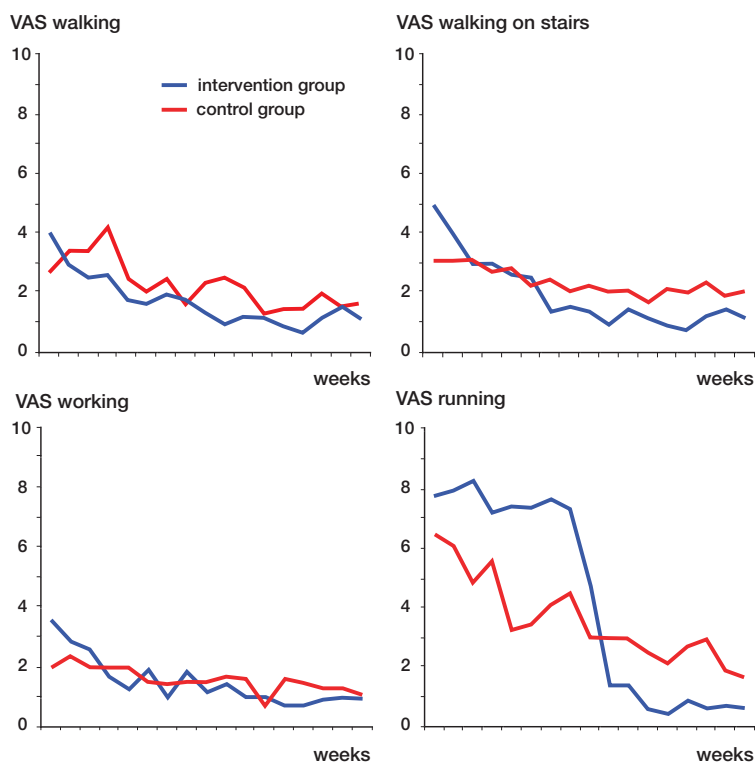 VAS walking
10
8
6
4
2
0
intervention group
control group
weeks
VAS walking on stairs
10
8
6
4
2
0
weeks
VAS working
10
8
6
4
2
0
weeks
VAS running
10
8
6
4
2
0
weeks